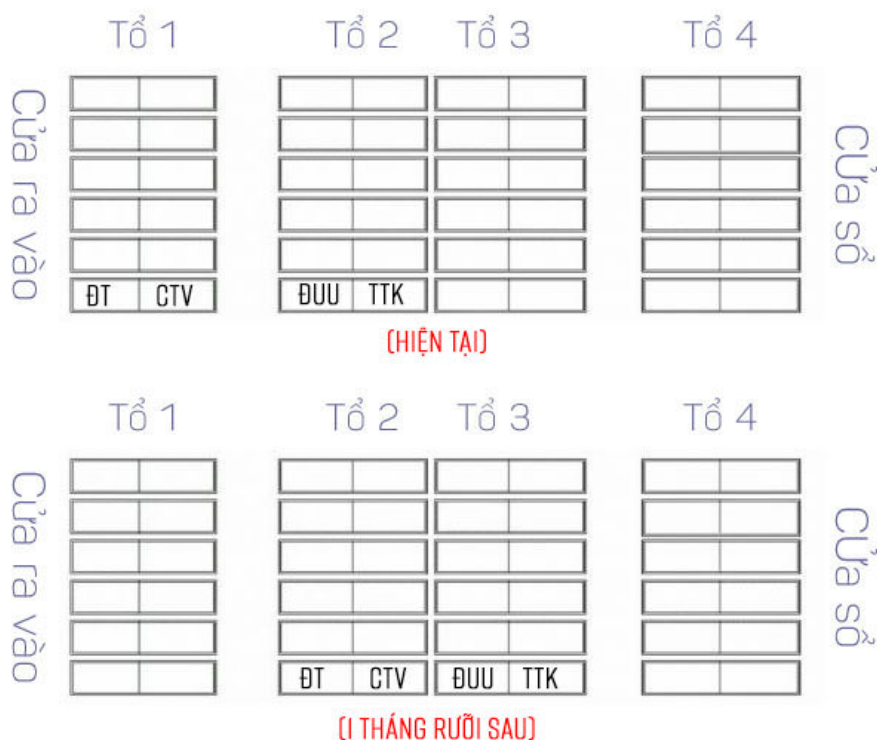 Tổ 1 Tổ 2 Tổ 3 Tổ 4
Cửa ra vào
Cửa sổ
ĐT CTV ĐUU TTK
(HIỆN TẠI)
Tổ 1 Tổ 2 Tổ 3 Tổ 4
Cửa ra vào
Cửa sổ
ĐT CTV ĐUU TTK
(1 THÁNG RƯỠI SAU)